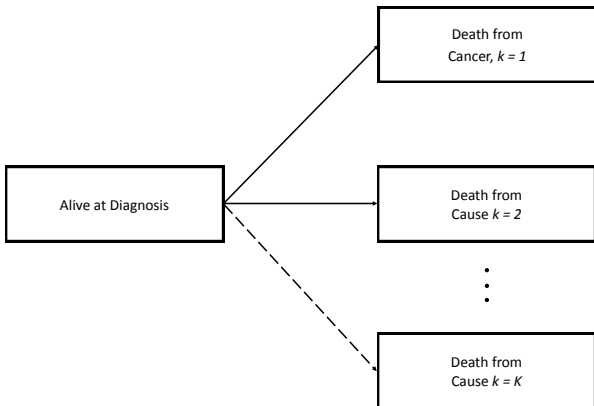 Death from
Cancer, k = 1
Alive at Diagnosis
Death from
Cause k = 2
Death from
Cause k = K